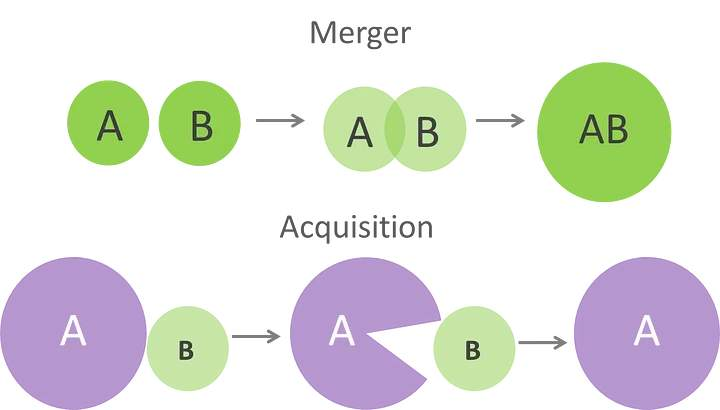 Merger
A B A B AB
Acquisition
A B A B A